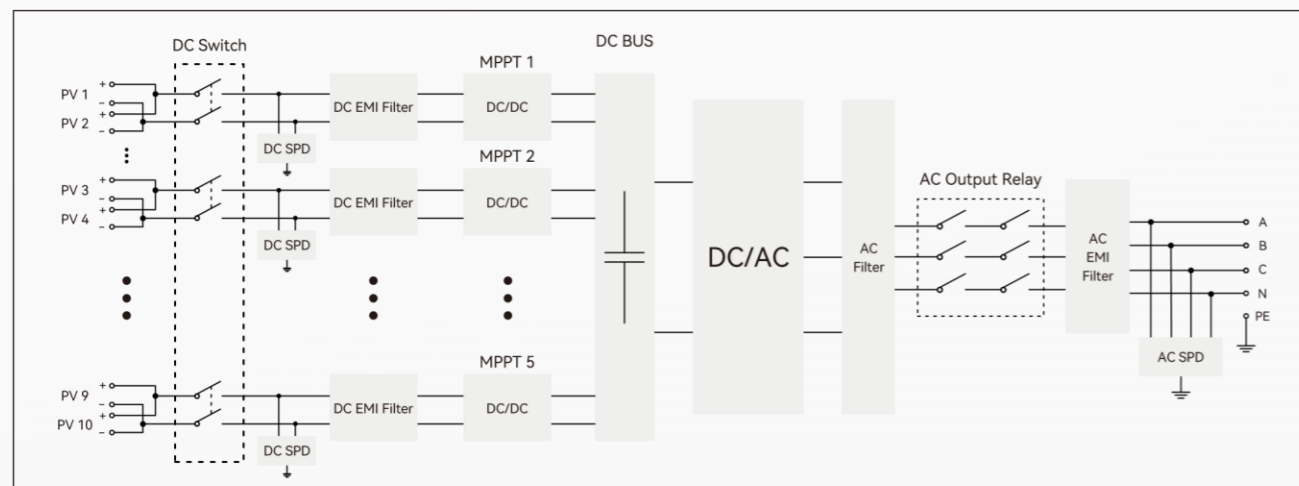 DC Switch
DC BUS
MPPT 1
PV 1
+
−
PV 2
+
−
DC EMI Filter
DC/DC
DC SPD
MPPT 2
PV 3
+
−
PV 4
+
−
DC EMI Filter
DC/DC
DC SPD
MPPT 5
PV 9
+
−
PV 10
+
−
DC EMI Filter
DC/DC
DC SPD
DC/AC
AC
Filter
AC Output Relay
AC
EMI
Filter
A
B
C
N
PE
AC SPD